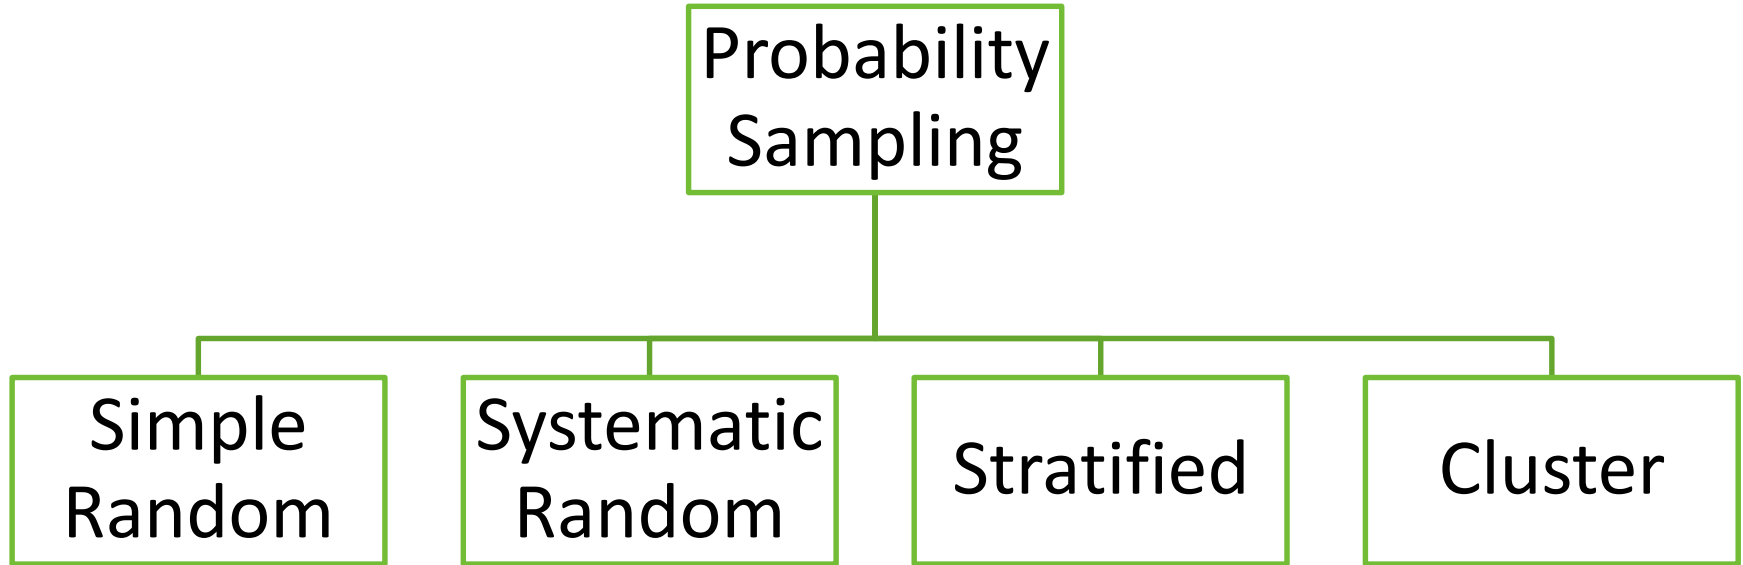 Probability
Sampling
Simple
Random
Systematic
Random
Stratified
Cluster